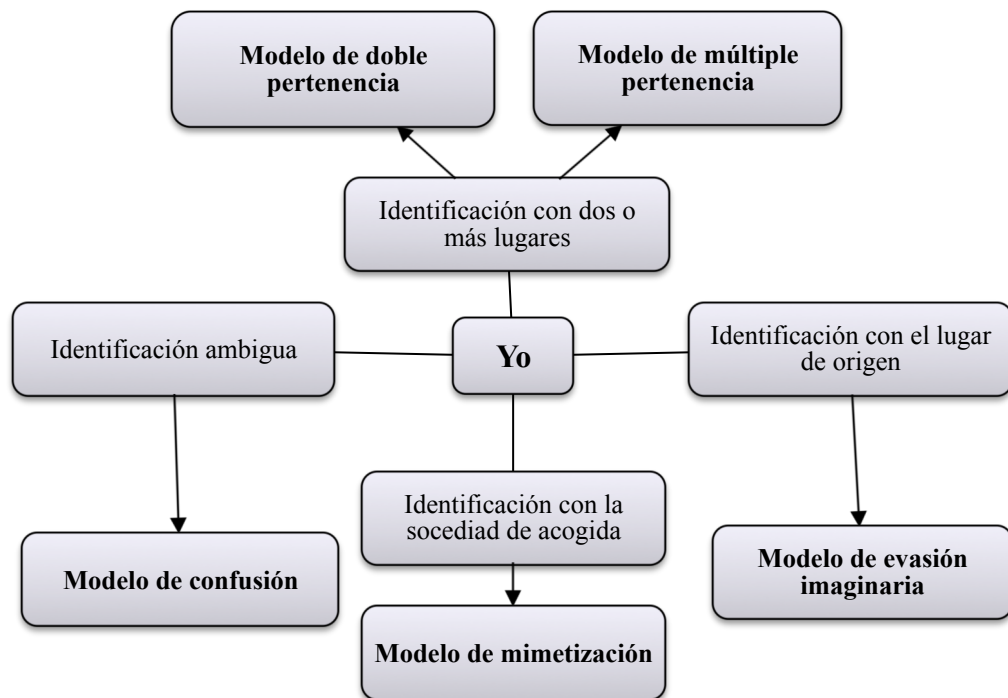 Modelo de doble
pertenencia
Modelo de múltiple
pertenencia
Identificación con dos o
más lugares
Identificación ambigua
Yo
Identificación con el lugar
de origen
Identificación con la
socediad de acogida
Modelo de confusión
Modelo de evasión
imaginaria
Modelo de mimetización